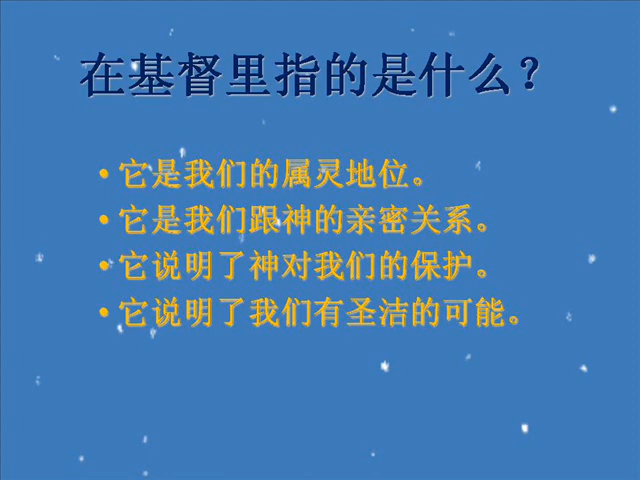 在基督里指的是什么？
• 它是我们的属灵地位。
• 它是我们跟神的亲密关系。
• 它说明了神对我们的保护。
• 它说明了我们有圣洁的可能。